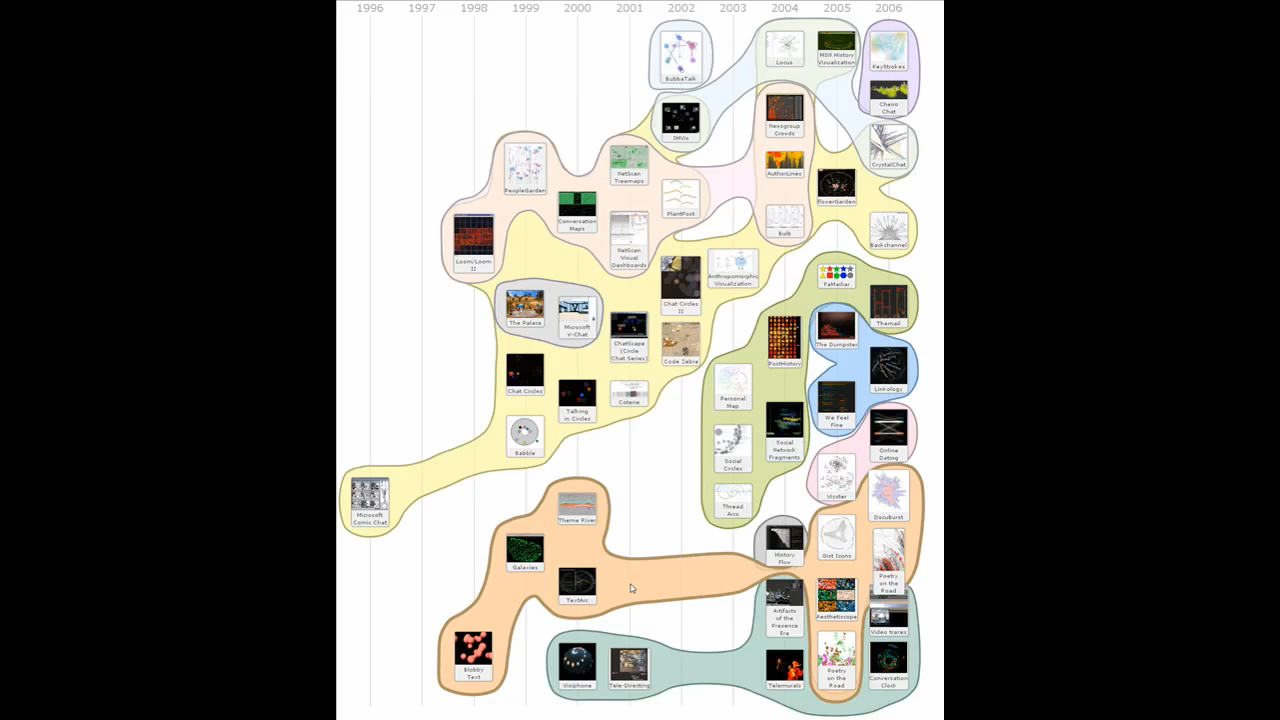 1996 1997 1998 1999 2000 2001 2002 2003 2004 2005 2006
BubbaTalk
Locus
MSN History
Visualization
KeyStrokes
Cheiro
Chat
IMVis
Newsgroup
Crowds
CrystalChat
PeopleGarden
NetScan
Treemaps
AuthorLines
FlowerGarden
Conversation
Maps
PlantPost
Bulb
Backchannel
Loom/Loom
II
NetScan
Visual
Dashboards
Anthropomorphic
Visualization
FaMailiar
Chat Circles
II
The Palace
Microsoft
V-Chat
Themail
ChatScape
(Circle
Chat Series)
Code Zebra
PostHistory
The Dumpster
Chat Circles
Talking
in Circles
Coterie
Personal
Map
Linkology
We Feel
Fine
Babble
Social
Circles
Social
Network
Fragments
Online
Dating
Microsoft
Comic Chat
Vizster
Thread
Arcs
DocuBurst
Theme River
Galaxies
History
Flow
Gist Icons
TextArc
Poetry
on the
Road
Artifacts
of the
Presence
Era
Aesthetiscope
Video traces
Blobby
Text
Visiphone
Tele-Directing
Telemurals
Poetry
on the
Road
Conversation
Clock